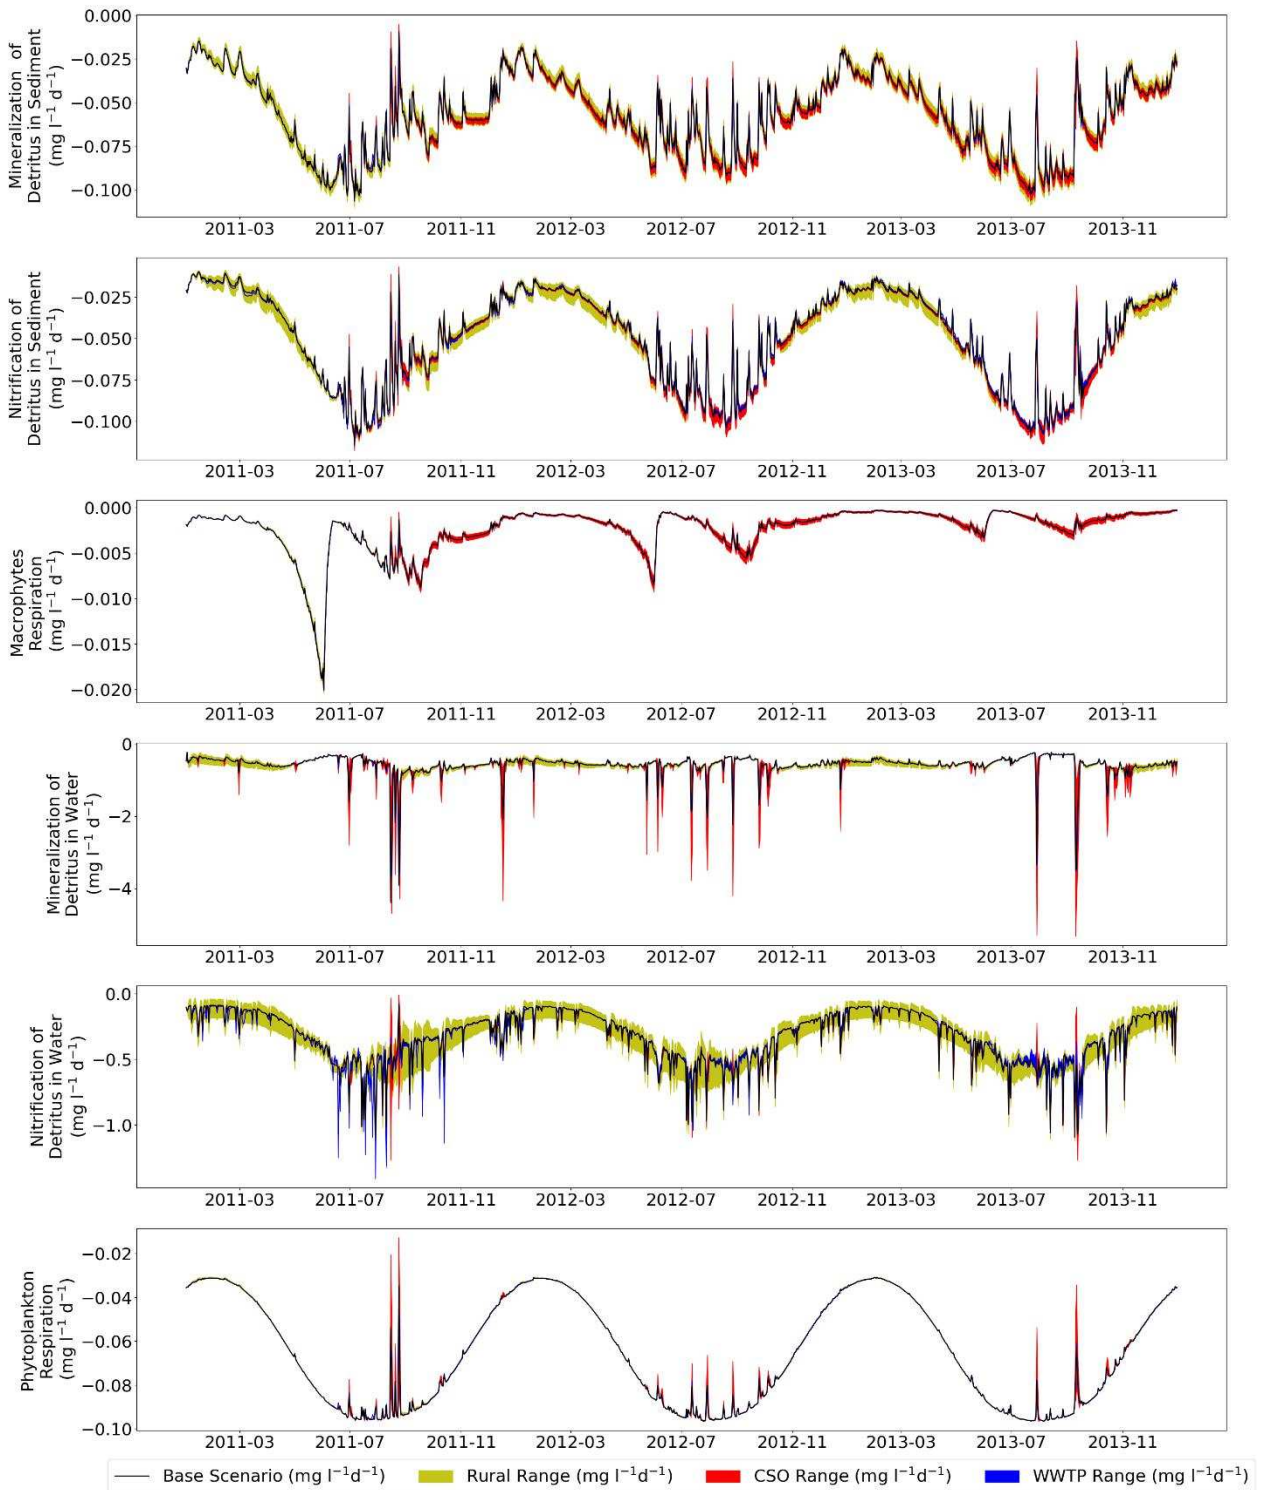 Mineralization of
Detritus in Sediment
(mg l⁻¹ d⁻¹)
0.000
−0.025
−0.050
−0.075
−0.100
2011-03 2011-07 2011-11 2012-03 2012-07 2012-11 2013-03 2013-07 2013-11
Nitrification of
Detritus in Sediment
(mg l⁻¹ d⁻¹)
−0.025
−0.050
−0.075
−0.100
2011-03 2011-07 2011-11 2012-03 2012-07 2012-11 2013-03 2013-07 2013-11
Macrophytes
Respiration
(mg l⁻¹ d⁻¹)
0.000
−0.005
−0.010
−0.015
−0.020
2011-03 2011-07 2011-11 2012-03 2012-07 2012-11 2013-03 2013-07 2013-11
Mineralization of
Detritus in Water
(mg l⁻¹ d⁻¹)
0
−2
−4
2011-03 2011-07 2011-11 2012-03 2012-07 2012-11 2013-03 2013-07 2013-11
Nitrification of
Detritus in Water
(mg l⁻¹ d⁻¹)
0.0
−0.5
−1.0
2011-03 2011-07 2011-11 2012-03 2012-07 2012-11 2013-03 2013-07 2013-11
Phytoplankton
Respiration
(mg l⁻¹ d⁻¹)
−0.02
−0.04
−0.06
−0.08
−0.10
2011-03 2011-07 2011-11 2012-03 2012-07 2012-11 2013-03 2013-07 2013-11
Base Scenario (mg l⁻¹d⁻¹) Rural Range (mg l⁻¹d⁻¹) CSO Range (mg l⁻¹d⁻¹) WWTP Range (mg l⁻¹d⁻¹)